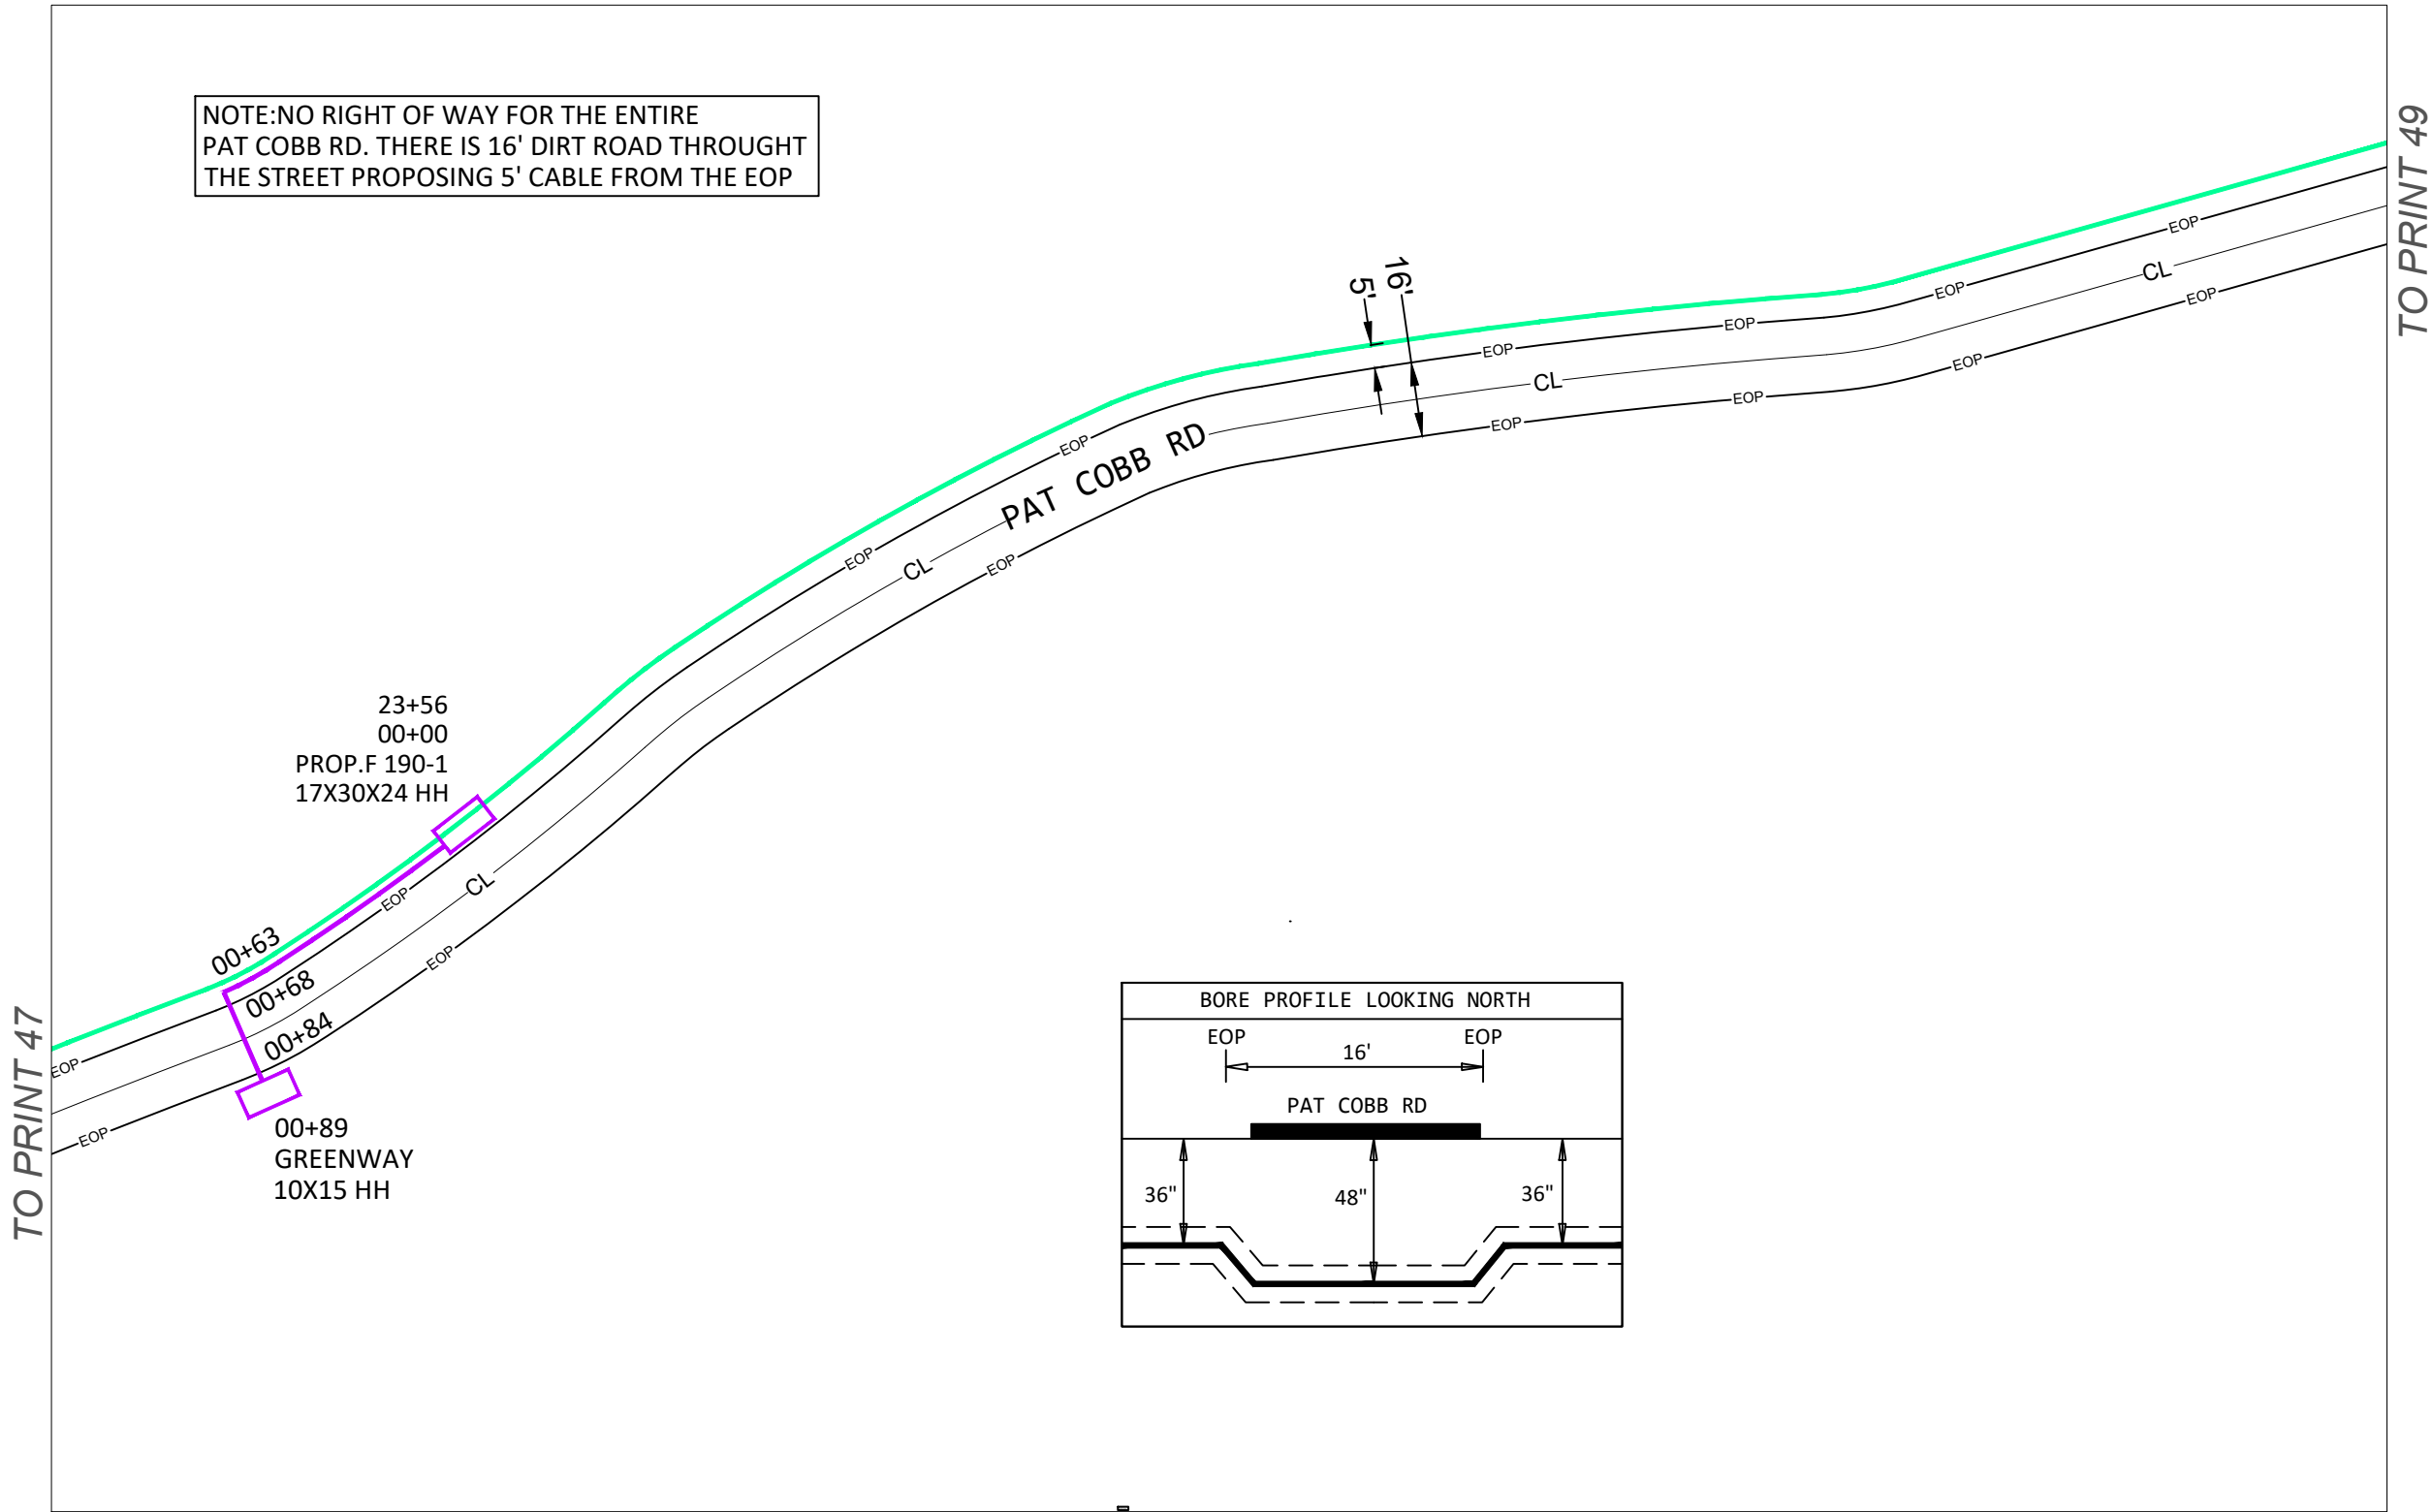 NOTE:NO RIGHT OF WAY FOR THE ENTIRE
PAT COBB RD. THERE IS 16' DIRT ROAD THROUGHT
THE STREET PROPOSING 5' CABLE FROM THE EOP
TO PRINT 49
16'
5'
EOP
EOP
EOP
EOP
EOP
EOP
CL
EOP
EOP
EOP
EOP
CL
PAT COBB RD
CL
EOP
23+56
00+00
PROP.F 190-1
17X30X24 HH
EOP
CL
EOP
00+63
00+68
00+84
EOP
EOP
TO PRINT 47
00+89
GREENWAY
10X15 HH
BORE PROFILE LOOKING NORTH
EOP
EOP
16'
PAT COBB RD
36"
48"
36"